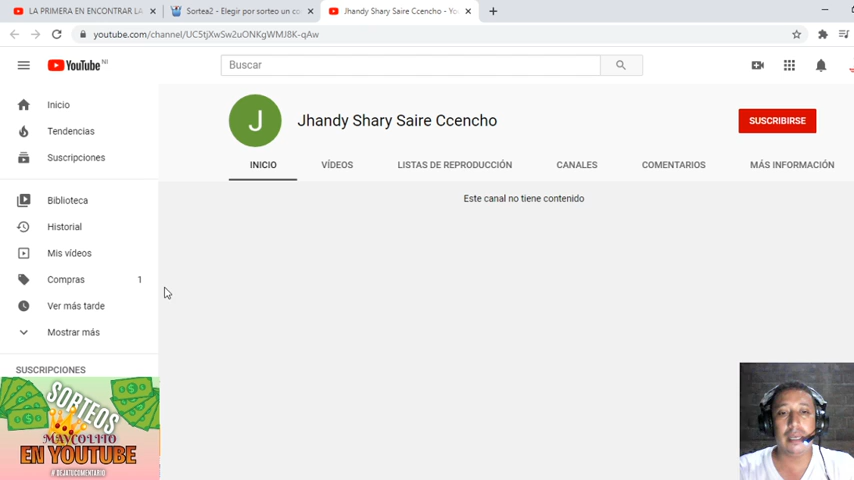 LA PRIMERA EN ENCONTRAR LA
Sortea2 - Elegir por sorteo un co
Jhandy Shary Saire Ccencho - Yo
youtube.com/channel/UC5tjXwSw2uONKgWMJ8K-qAw
YouTube NI
Buscar
Inicio
Tendencias
Suscripciones
Biblioteca
Historial
Mis vídeos
Compras 1
Ver más tarde
Mostrar más
SUSCRIPCIONES
J
Jhandy Shary Saire Ccencho
SUSCRIBIRSE
INICIO VÍDEOS LISTAS DE REPRODUCCIÓN CANALES COMENTARIOS MÁS INFORMACIÓN
Este canal no tiene contenido
SORTEOS
MAYCOLITO
EN YOUTUBE
#DEJATUCOMENTARIO